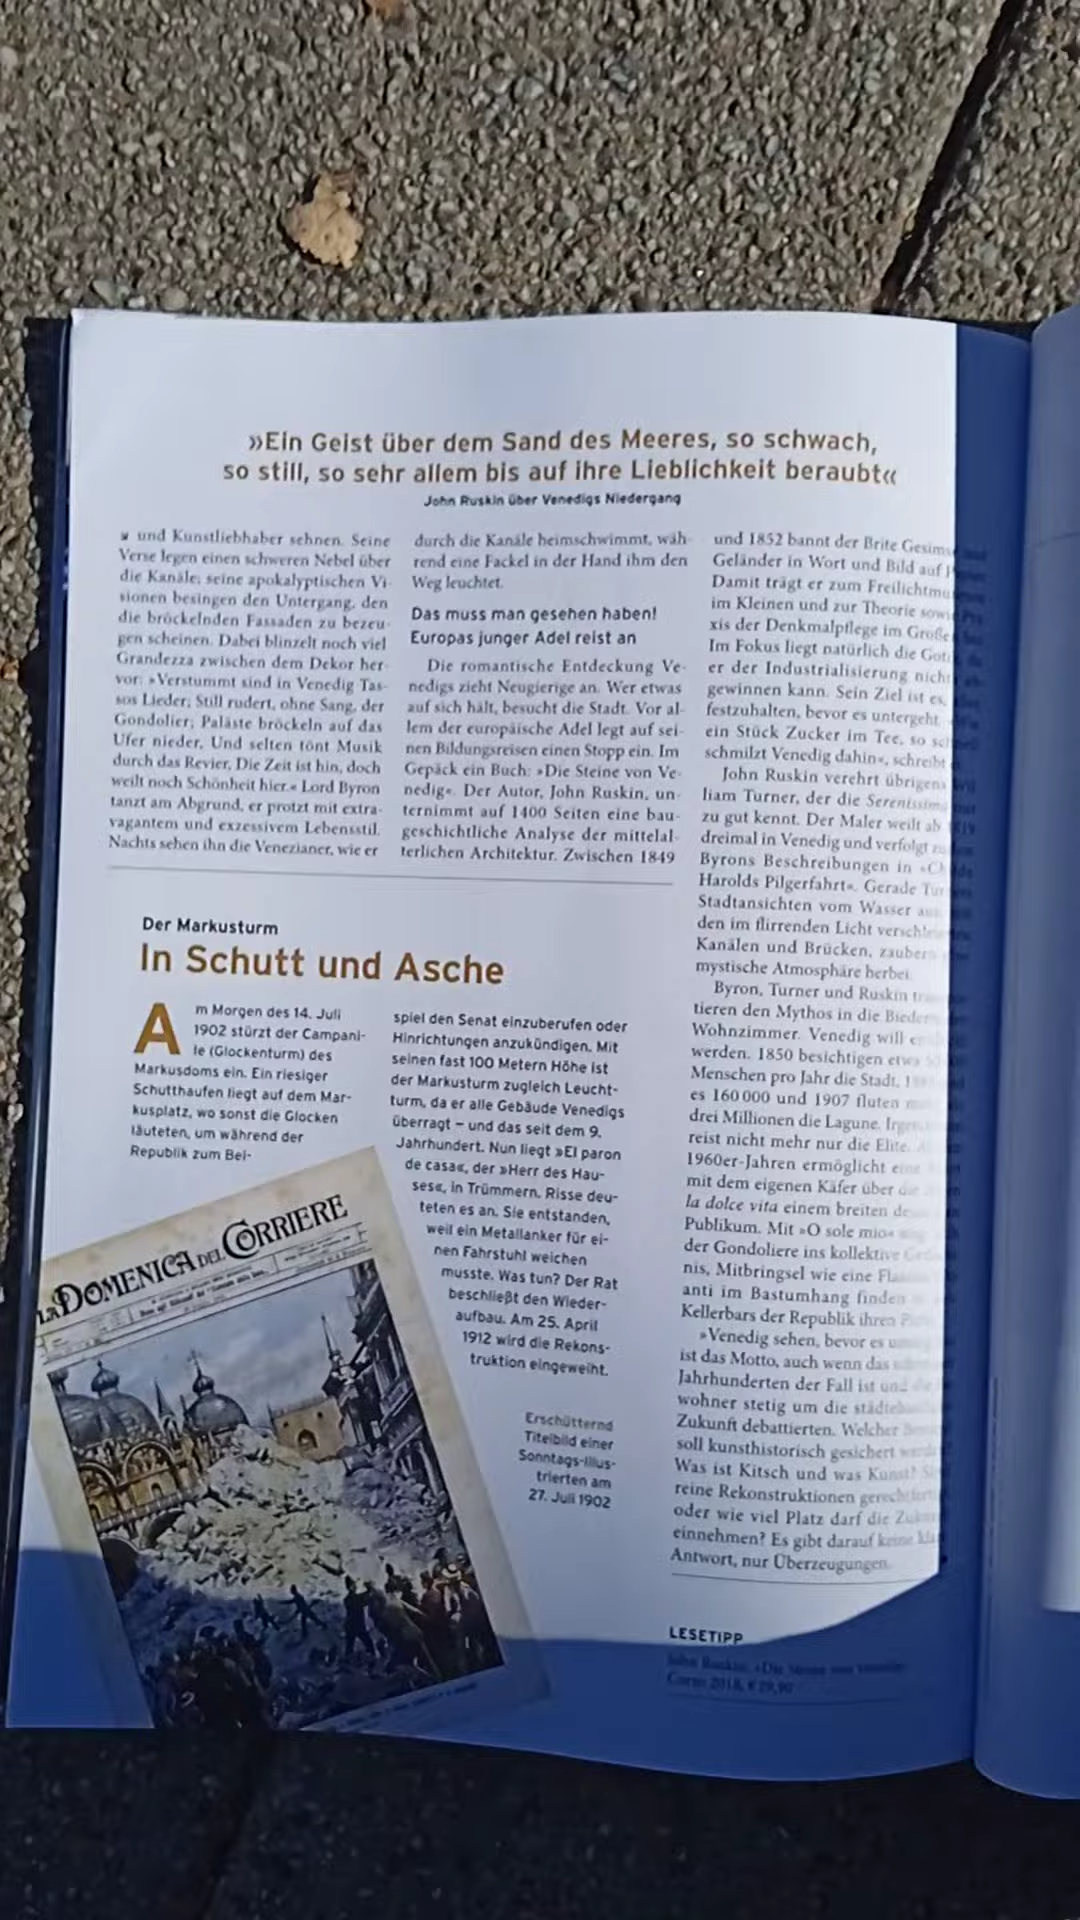 »Ein Geist über dem Sand des Meeres, so schwach,
so still, so sehr allem bis auf ihre Lieblichkeit beraubt«
John Ruskin über Venedigs Niedergang
und Kunstliebhaber sehnen. Seine
Verse legen einen schweren Nebel über
die Kanäle; seine apokalyptischen Vi-
sionen besingen den Untergang, den
die bröckelnden Fassaden zu bezeu-
gen scheinen. Dabei blinzelt noch viel
Grandezza zwischen dem Dekor her-
vor: »Verstummt sind in Venedig Tas-
sos Lieder; Still rudert, ohne Sang, der
Gondolier; Paläste bröckeln auf das
Ufer nieder, Und selten tönt Musik
durch das Revier, Die Zeit ist hin, doch
weilt noch Schönheit hier.« Lord Byron
tanzt am Abgrund, er protzt mit extra-
vagantem und exzessivem Lebensstil.
Nachts sehen ihn die Venezianer, wie er
durch die Kanäle heimschwimmt, wäh-
rend eine Fackel in der Hand ihm den
Weg leuchtet.
Das muss man gesehen haben!
Europas junger Adel reist an
Die romantische Entdeckung Ve-
nedigs zieht Neugierige an. Wer etwas
auf sich hält, besucht die Stadt. Vor al-
lem der europäische Adel legt auf sei-
nen Bildungsreisen einen Stopp ein. Im
Gepäck ein Buch: »Die Steine von Ve-
nedig«. Der Autor, John Ruskin, un-
ternimmt auf 1400 Seiten eine bau-
geschichtliche Analyse der mittelal-
terlichen Architektur. Zwischen 1849
und 1852 bannt der Brite Gesimse und
Geländer in Wort und Bild auf
Damit trägt er zum
im Kleinen und zur Theorie sowie
xis der Denkmalpflege im Großen
Im Fokus liegt natürlich die
er der Industrialisierung nichts
gewinnen kann. Sein Ziel ist es,
festzuhalten, bevor es untergeht.
ein Stück Zucker im Tee, so
schmilzt Venedig dahin«, schreibt
John Ruskin verehrt übrigens
liam Turner, der die Serenissima
zu gut kennt. Der Maler weilt ab
dreimal in Venedig und verfolgt
Byrons Beschreibungen in
Harolds Pilgerfahrt«. Gerade
Stadtansichten vom Wasser
den im flirrenden Licht
Kanälen und Brücken, zaubern
mystische Atmosphäre herbei.
Byron, Turner und Ruskin
tieren den Mythos in die
Wohnzimmer. Venedig will
werden. 1850 besichtigen etwa
Menschen pro Jahr die Stadt,
es 160 000 und 1907 fluten
drei Millionen die Lagune.
reist nicht mehr nur die Elite.
1960er-Jahren ermöglicht
mit dem eigenen Käfer über
la dolce vita einem breiten
Publikum. Mit »O sole mio«
der Gondoliere ins kollektive
nis, Mitbringsel wie eine
anti im Bastumhang finden
Kellerbars der Republik ihren
»Venedig sehen, bevor es
ist das Motto, auch wenn das
Jahrhunderten der Fall ist und
wohner stetig um die
Zukunft debattierten. Welcher
soll kunsthistorisch gesichert
Was ist Kitsch und was Kunst?
reine Rekonstruktionen
oder wie viel Platz darf die
einnehmen? Es gibt darauf keine
Antwort, nur Überzeugungen.
LESETIPP
John Ruskin:
2018, € 
Der Markusturm
In Schutt und Asche
Am Morgen des 14. Juli
1902 stürzt der Campani-
le (Glockenturm) des
Markusdoms ein. Ein riesiger
Schutthaufen liegt auf dem Mar-
kusplatz, wo sonst die Glocken
läuteten, um während der
Republik zum Bei-
spiel den Senat einzuberufen oder
Hinrichtungen anzukündigen. Mit
seinen fast 100 Metern Höhe ist
der Markusturm zugleich Leucht-
turm, da er alle Gebäude Venedigs
überragt – und das seit dem 9.
Jahrhundert. Nun liegt »El paron
de casa«, der »Herr des Hau-
ses«, in Trümmern. Risse deu-
teten es an. Sie entstanden,
weil ein Metallanker für ei-
nen Fahrstuhl weichen
musste. Was tun? Der Rat
beschließt den Wieder-
aufbau. Am 25. April
1912 wird die Rekons-
truktion eingeweiht.
LA DOMENICA DEL CORRIERE
Erschütternd
Titelbild einer
Sonntags-Illus-
trierten am
27. Juli 1902